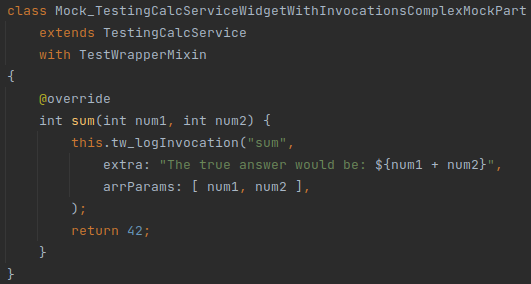 class Mock_TestingCalcServiceWidgetWithInvocationsComplexMockPart
    extends TestingCalcService
    with TestWrapperMixin
{
    @override
    int sum(int num1, int num2) {
        this.tw_logInvocation("sum",
            extra: "The true answer would be: ${num1 + num2}",
            arrParams: [ num1, num2 ],
        );
        return 42;
    }
}